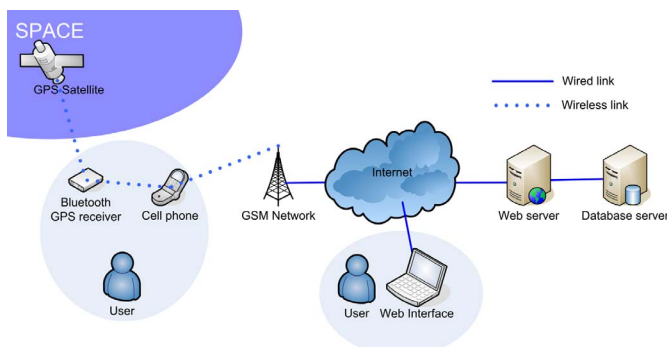 SPACE
GPS Satellite
Wired link
Wireless link
Internet
Bluetooth
GPS receiver
Cell phone
GSM Network
Web server
Database server
User
User
Web Interface